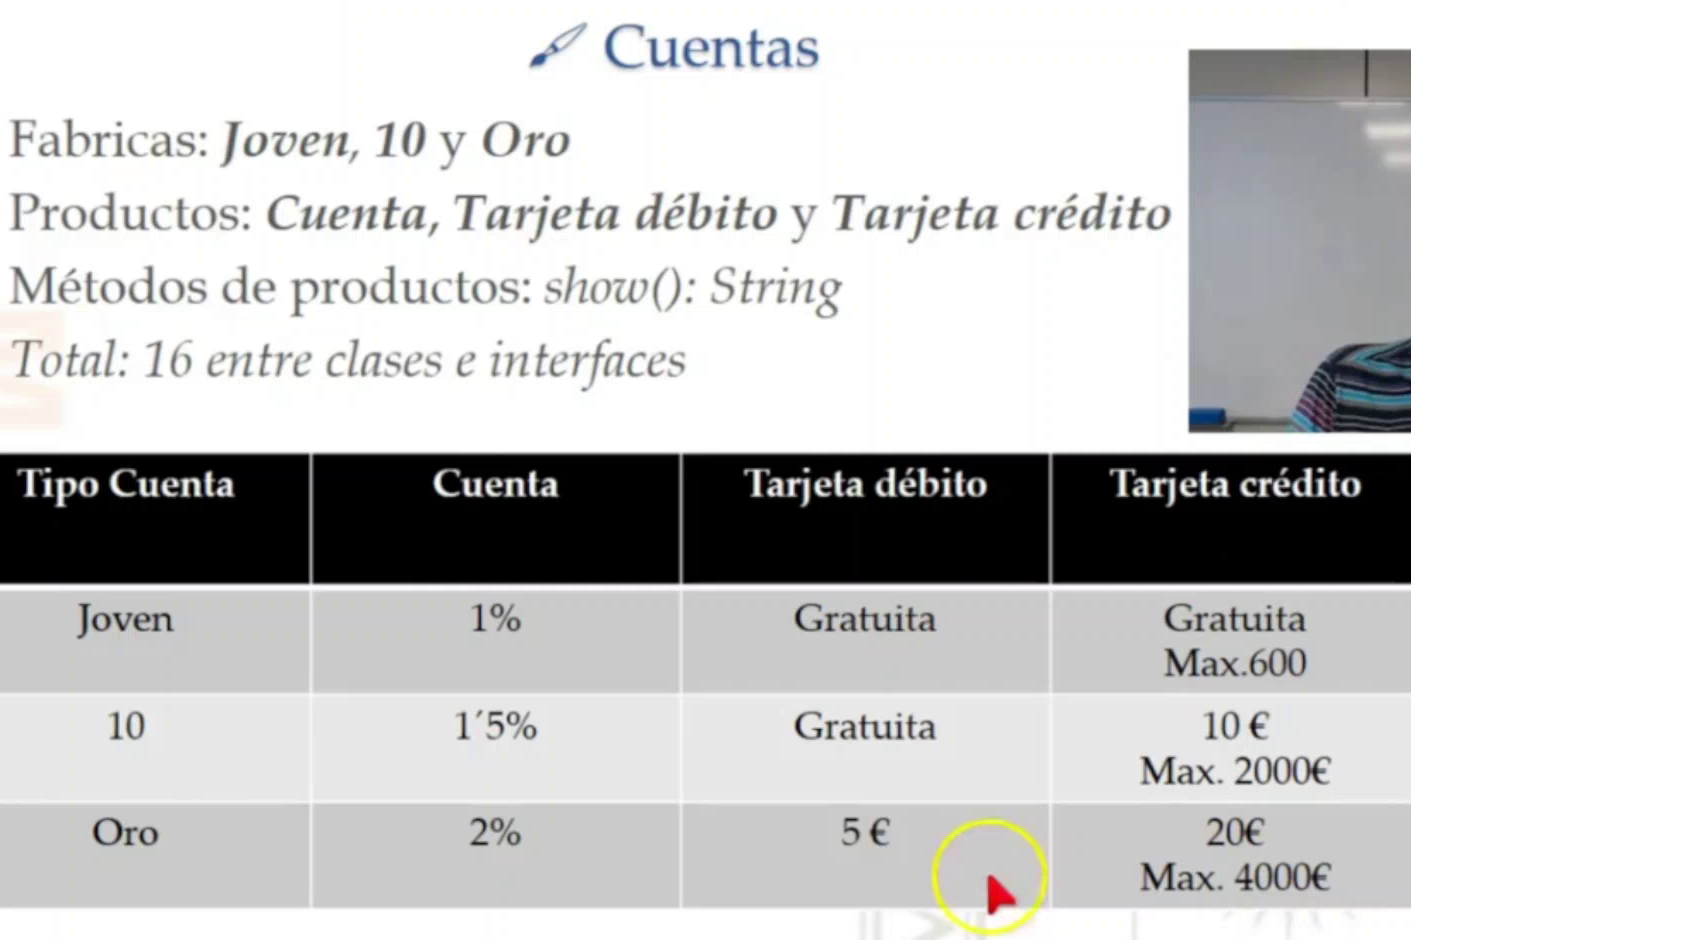 Cuentas
Fabricas: Joven, 10 y Oro
Productos: Cuenta, Tarjeta débito y Tarjeta crédito
Métodos de productos: show(): String
Total: 16 entre clases e interfaces
Tipo Cuenta Cuenta Tarjeta débito Tarjeta crédito
Joven 1% Gratuita Gratuita
Max.600
10 1´5% Gratuita 10 €
Max. 2000€
Oro 2% 5 € 20€
Max. 4000€